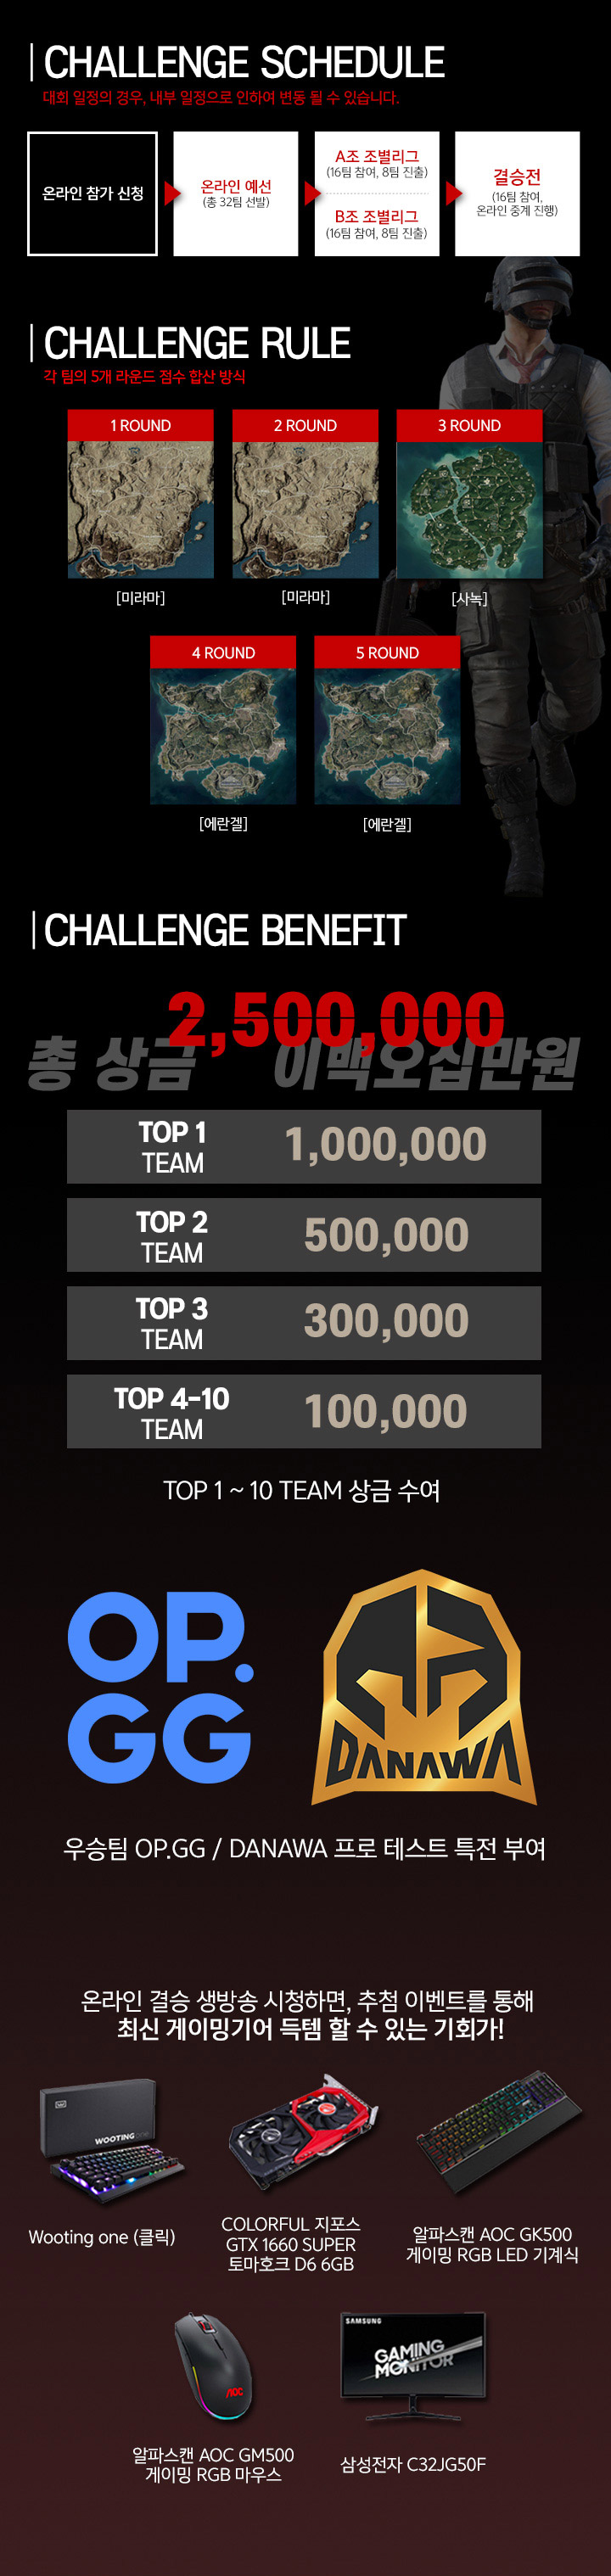 CHALLENGE SCHEDULE
대회 일정의 경우, 내부 일정으로 인하여 변동 될 수 있습니다.
온라인 참가 신청
온라인 예선
(총 32팀 선발)
A조 조별리그
(16팀 참여, 8팀 진출)
B조 조별리그
(16팀 참여, 8팀 진출)
결승전
(16팀 참여,
온라인 중계 진행)
CHALLENGE RULE
각 팀의 5개 라운드 점수 합산 방식
1 ROUND
2 ROUND
3 ROUND
[미라마]
[미라마]
[사녹]
4 ROUND
5 ROUND
[에란겔]
[에란겔]
CHALLENGE BENEFIT
2,500,000
총 상금 이백오십만원
TOP 1
TEAM
1,000,000
TOP 2
TEAM
500,000
TOP 3
TEAM
300,000
TOP 4-10
TEAM
100,000
TOP 1 ~ 10 TEAM 상금 수여
OP.
GG
DANAWA
우승팀 OP.GG / DANAWA 프로 테스트 특전 부여
온라인 결승 생방송 시청하면, 추첨 이벤트를 통해
최신 게이밍기어 득템 할 수 있는 기회가!
WOOTING one
Wooting one (클릭)
COLORFUL 지포스
GTX 1660 SUPER
토마호크 D6 6GB
알파스캔 AOC GK500
게이밍 RGB LED 기계식
AOC
알파스캔 AOC GM500
게이밍 RGB 마우스
SAMSUNG
GAMING
MONITOR
삼성전자 C32JG50F